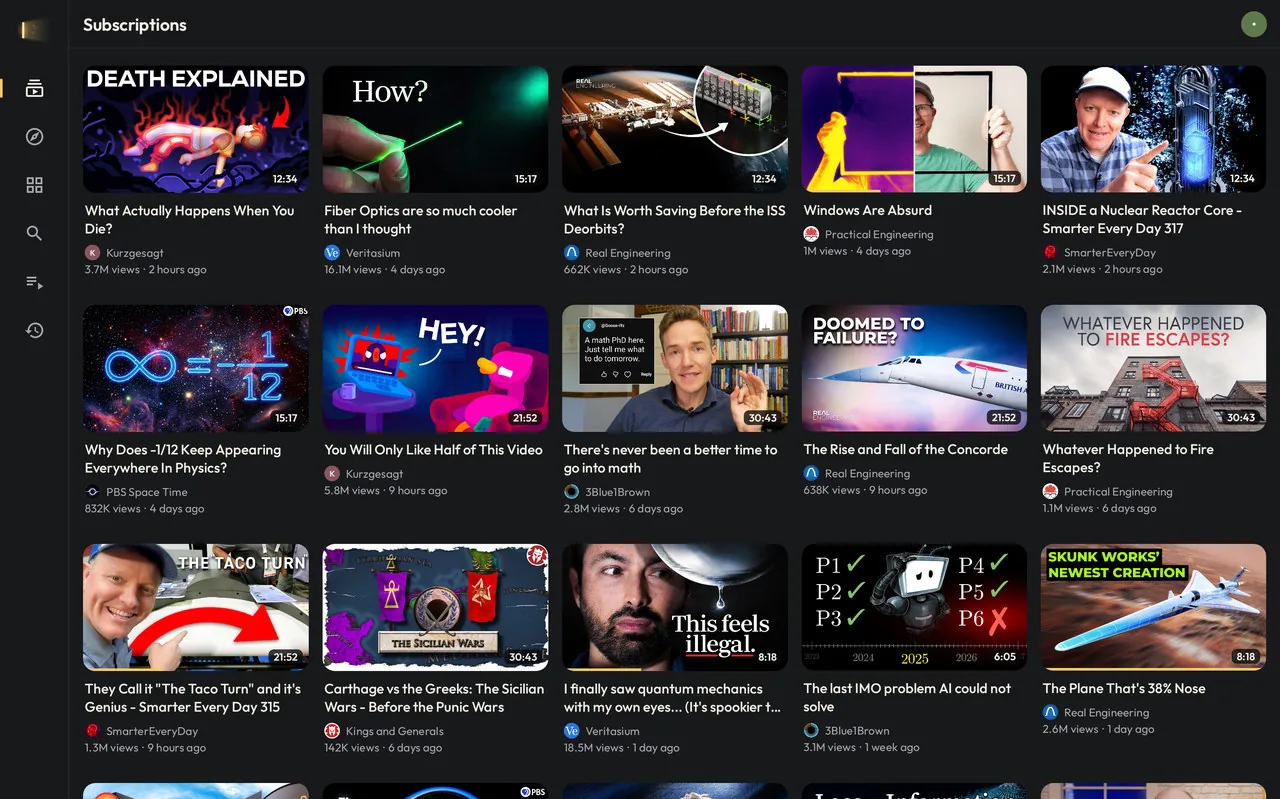 Subscriptions
DEATH EXPLAINED
12:34
How?
15:17
REAL
ENGINEERING
12:34
15:17
12:34
What Actually Happens When You
Die?
K
Kurzgesagt
3.7M views · 2 hours ago
Fiber Optics are so much cooler
than I thought
Ve
Veritasium
16.1M views · 4 days ago
What Is Worth Saving Before the ISS
Deorbits?
Real Engineering
662K views · 2 hours ago
Windows Are Absurd
Practical Engineering
1M views · 4 days ago
INSIDE a Nuclear Reactor Core -
Smarter Every Day 317
SmarterEveryDay
2.1M views · 2 hours ago
PBS
∞ = -1/12
15:17
HEY!
21:52
A math PhD here.
Just tell me what
to do tomorrow.
Reply
30:43
DOOMED TO
FAILURE?
BRITISH A
REAL
21:52
WHATEVER HAPPENED
TO FIRE ESCAPES?
30:43
Why Does -1/12 Keep Appearing
Everywhere In Physics?
PBS Space Time
832K views · 4 days ago
You Will Only Like Half of This Video
K
Kurzgesagt
5.8M views · 9 hours ago
There's never been a better time to
go into math
3Blue1Brown
2.8M views · 6 days ago
The Rise and Fall of the Concorde
Real Engineering
638K views · 9 hours ago
Whatever Happened to Fire
Escapes?
Practical Engineering
1.1M views · 6 days ago
THE TACO TURN
21:52
THE SICILIAN WARS
30:43
This feels
illegal.
8:18
P1 ✓ P4 ✓
P2 ✓ P5 ✓
P3 ✓ P6 ✗
2023 2024 2025 2026
6:05
SKUNK WORKS'
NEWEST CREATION
8:18
They Call it "The Taco Turn" and it's
Genius - Smarter Every Day 315
SmarterEveryDay
1.3M views · 9 hours ago
Carthage vs the Greeks: The Sicilian
Wars - Before the Punic Wars
Kings and Generals
142K views · 6 days ago
I finally saw quantum mechanics
with my own eyes... (It's spookier t...
Ve
Veritasium
18.5M views · 1 day ago
The last IMO problem AI could not
solve
3Blue1Brown
3.1M views · 1 week ago
The Plane That's 38% Nose
Real Engineering
2.6M views · 1 day ago
PBS